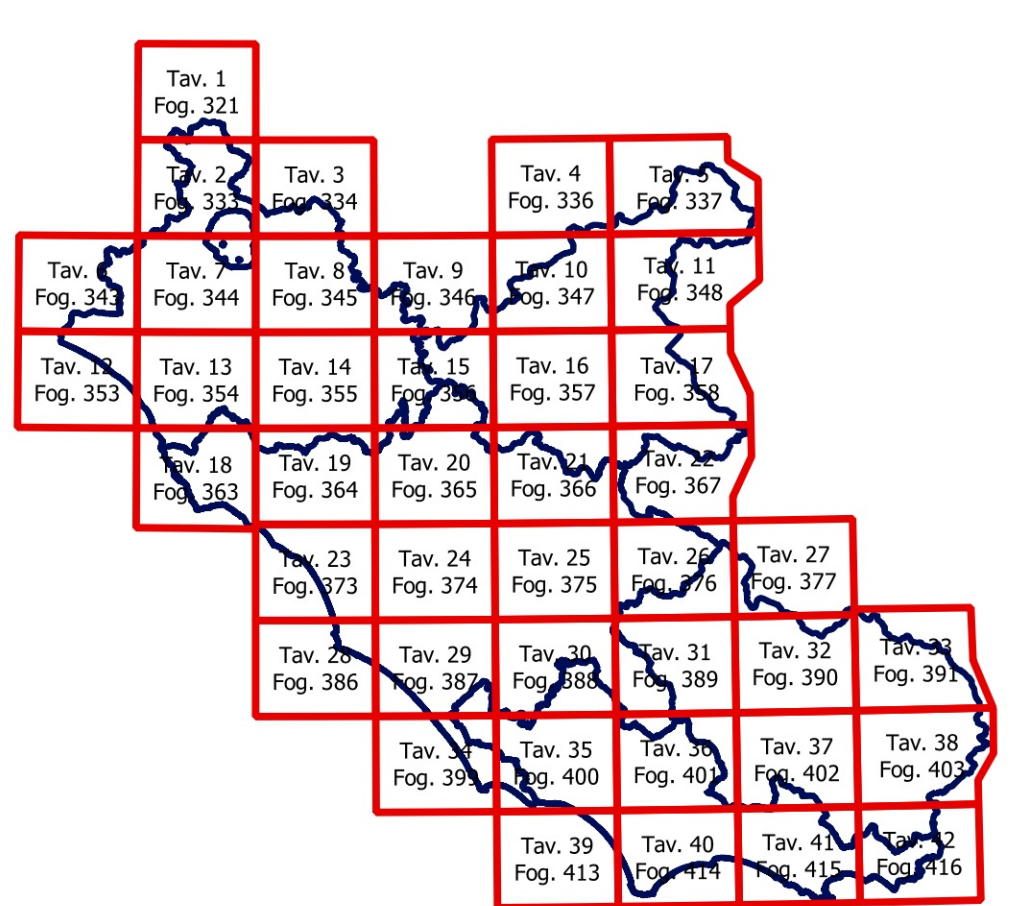 Tav. 1
Fog. 321
Tav. 2
Fog. 333
Tav. 3
Fog. 334
Tav. 4
Fog. 336
Tav. 5
Fog. 337
Tav. 6
Fog. 343
Tav. 7
Fog. 344
Tav. 8
Fog. 345
Tav. 9
Fog. 346
Tav. 10
Fog. 347
Tav. 11
Fog. 348
Tav. 12
Fog. 353
Tav. 13
Fog. 354
Tav. 14
Fog. 355
Tav. 15
Fog. 356
Tav. 16
Fog. 357
Tav. 17
Fog. 358
Tav. 18
Fog. 363
Tav. 19
Fog. 364
Tav. 20
Fog. 365
Tav. 21
Fog. 366
Tav. 22
Fog. 367
Tav. 23
Fog. 373
Tav. 24
Fog. 374
Tav. 25
Fog. 375
Tav. 26
Fog. 376
Tav. 27
Fog. 377
Tav. 28
Fog. 386
Tav. 29
Fog. 387
Tav. 30
Fog. 388
Tav. 31
Fog. 389
Tav. 32
Fog. 390
Tav. 33
Fog. 391
Tav. 34
Fog. 399
Tav. 35
Fog. 400
Tav. 36
Fog. 401
Tav. 37
Fog. 402
Tav. 38
Fog. 403
Tav. 39
Fog. 413
Tav. 40
Fog. 414
Tav. 41
Fog. 415
Tav. 42
Fog. 416